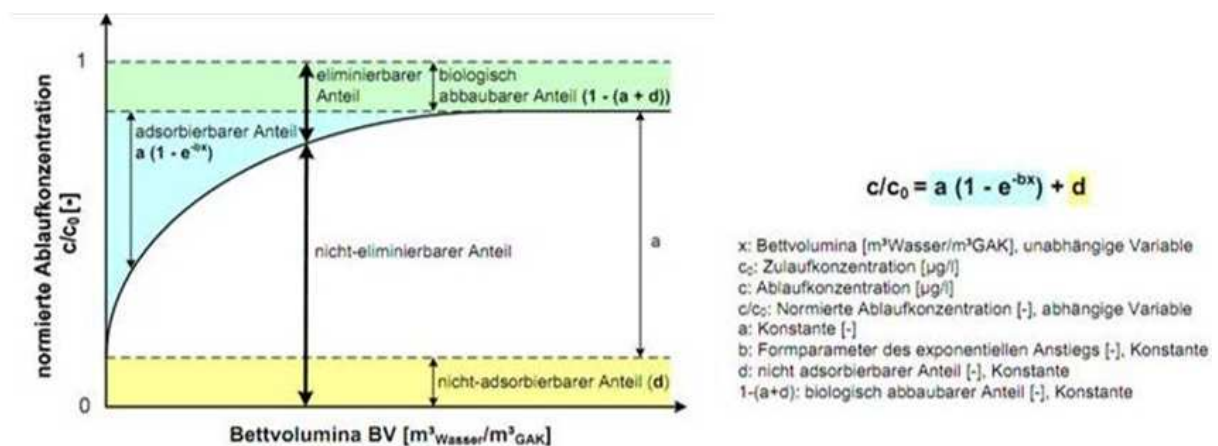 1
eliminierbarer
Anteil
biologisch
abbaubarer Anteil (1 - (a + d))
adsorbierbarer Anteil
a (1 - e^-bx)
nicht-eliminierbarer Anteil
a
nicht-adsorbierbarer Anteil (d)
0
normierte Ablaufkonzentration
c/c₀ [-]
Bettvolumina BV [m³Wasser/m³GAK]
c/c₀ = a (1 - e^-bx) + d
x: Bettvolumina [m³Wasser/m³GAK], unabhängige Variable
c₀: Zulaufkonzentration [µg/l]
c: Ablaufkonzentration [µg/l]
c/c₀: Normierte Ablaufkonzentration [-], abhängige Variable
a: Konstante [-]
b: Formparameter des exponentiellen Anstiegs [-], Konstante
d: nicht adsorbierbarer Anteil [-], Konstante
1-(a+d): biologisch abbaubarer Anteil [-], Konstante